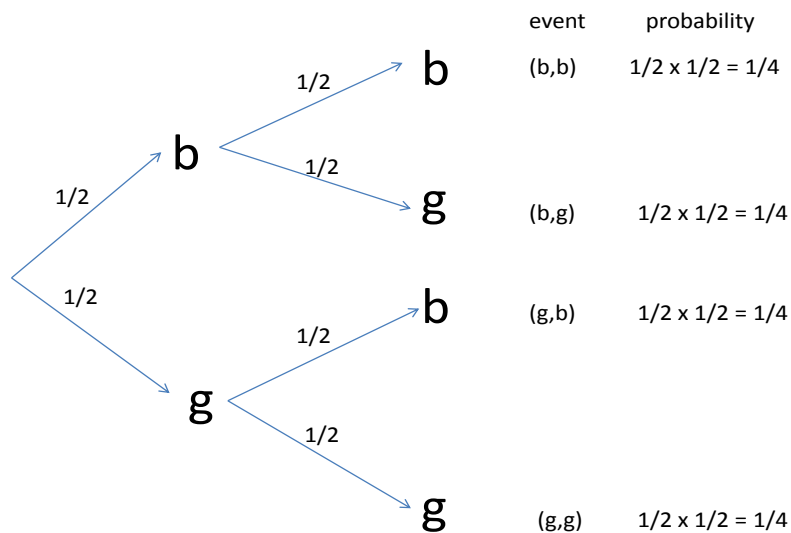 event probability
b (b,b) 1/2 x 1/2 = 1/4
1/2
b
1/2
1/2
g (b,g) 1/2 x 1/2 = 1/4
1/2
b (g,b) 1/2 x 1/2 = 1/4
1/2
g
1/2
g (g,g) 1/2 x 1/2 = 1/4